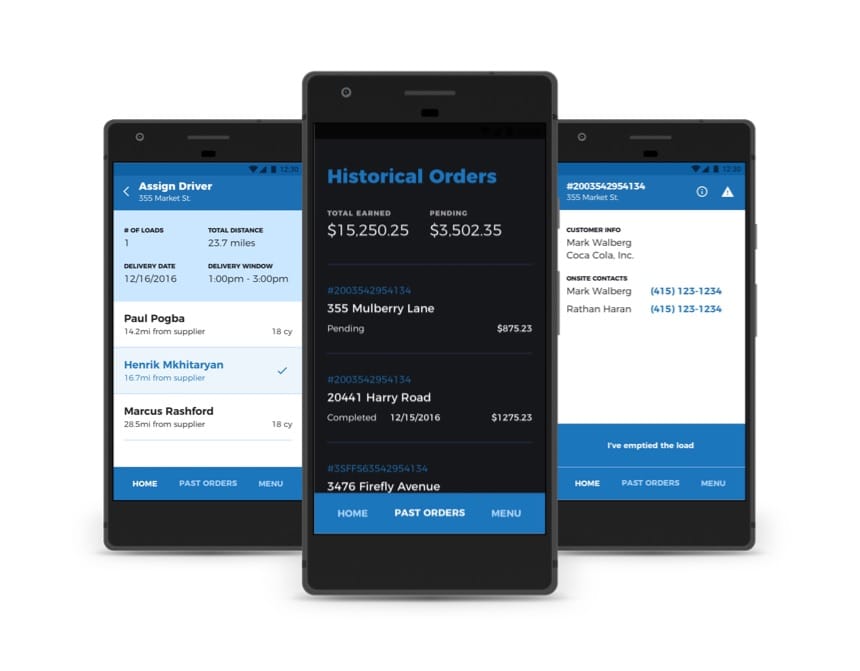 12:30
Assign Driver
355 Market St.
# OF LOADS TOTAL DISTANCE
1 23.7 miles
DELIVERY DATE DELIVERY WINDOW
12/16/2016 1:00pm - 3:00pm
Paul Pogba
14.2mi from supplier 18 cy
Henrik Mkhitaryan
16.7mi from supplier
Marcus Rashford
28.5mi from supplier 18 cy
HOME PAST ORDERS MENU
Historical Orders
TOTAL EARNED PENDING
$15,250.25 $3,502.35
#2003542954134
355 Mulberry Lane
Pending $875.23
#2003542954134
20441 Harry Road
Completed 12/15/2016 $1275.23
#35FFS63542954134
3476 Firefly Avenue
HOME PAST ORDERS MENU
12:30
#2003542954134
355 Market St.
CUSTOMER INFO
Mark Walberg
Coca Cola, Inc.
ONSITE CONTACTS
Mark Walberg (415) 123-1234
Rathan Haran (415) 123-1234
I've emptied the load
HOME PAST ORDERS MENU